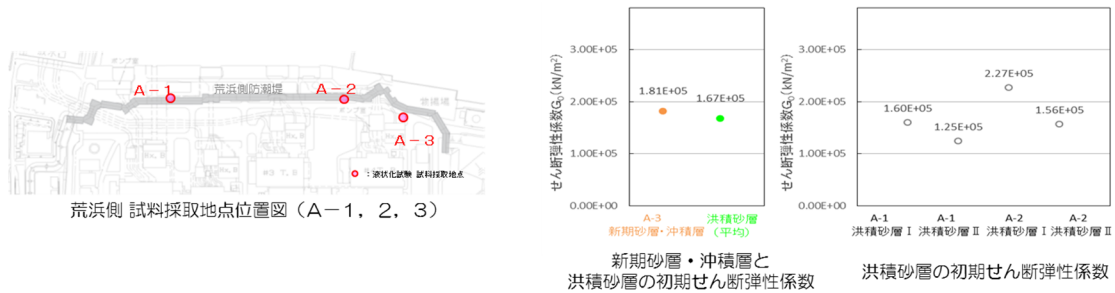 荒浜側防潮堤
A-1
A-2
A-3
:液状化試験 試料採取地点
荒浜側 試料採取地点位置図(A-1,2,3)
せん断弾性係数G₀(kN/m²)
3.00E+05
2.00E+05
1.00E+05
0.00E+00
1.81E+05
1.67E+05
A-3
新期砂層・沖積層
洪積砂層
(平均)
新期砂層・沖積層と
洪積砂層の初期せん断弾性係数
せん断弾性係数G₀(kN/m²)
3.00E+05
2.00E+05
1.00E+05
0.00E+00
1.60E+05
1.25E+05
2.27E+05
1.56E+05
A-1
洪積砂層Ⅰ
A-1
洪積砂層Ⅱ
A-2
洪積砂層Ⅰ
A-2
洪積砂層Ⅱ
洪積砂層の初期せん断弾性係数